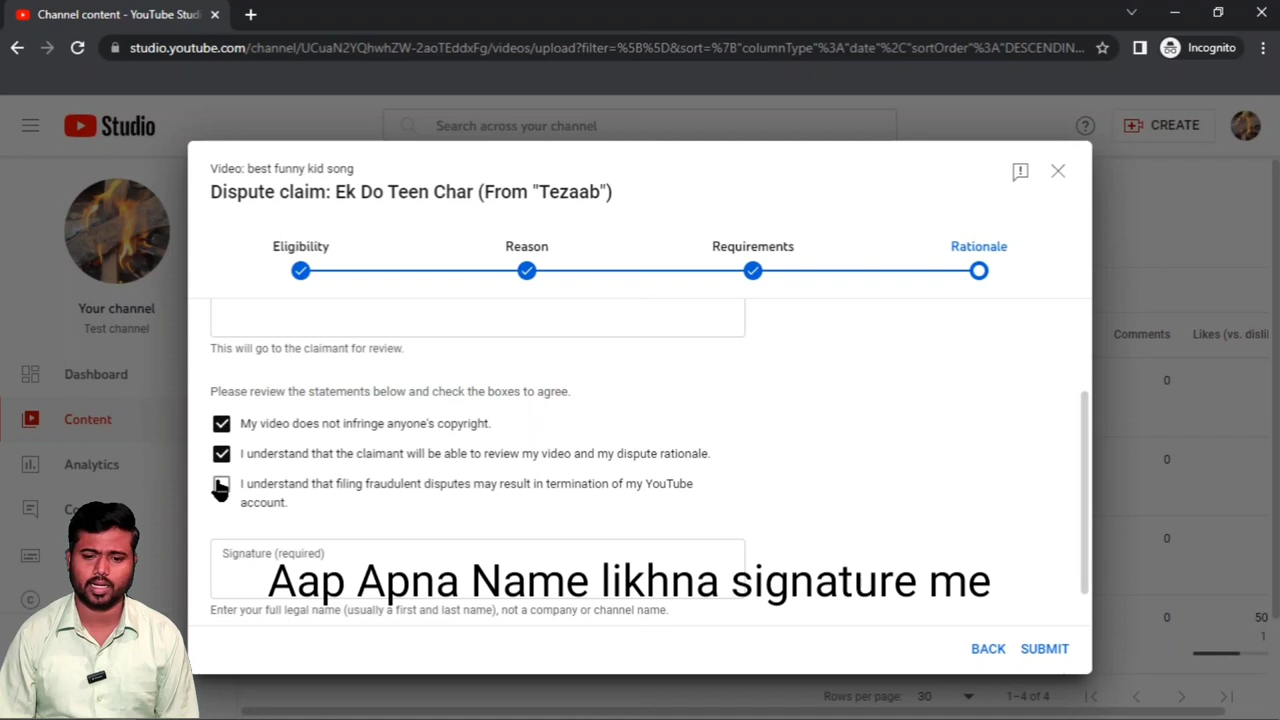 Channel content - YouTube Stud
studio.youtube.com/channel/UCuaN2YQhwhZW-2aoTEddxFg/videos/upload?filter=%5B%5D&sort=%7B"columnType"%3A"date"%2C"sortOrder"%3A"DESCENDIN...
Incognito
Studio
Search across your channel
CREATE
Video: best funny kid song
Dispute claim: Ek Do Teen Char (From "Tezaab")
Eligibility
Reason
Requirements
Rationale
Your channel
Test channel
Dashboard
Content
Analytics
Comments
Likes (vs. disli
0
0
0
0
50
1
This will go to the claimant for review.
Please review the statements below and check the boxes to agree.
My video does not infringe anyone's copyright.
I understand that the claimant will be able to review my video and my dispute rationale.
I understand that filing fraudulent disputes may result in termination of my YouTube
account.
Signature (required)
Aap Apna Name likhna signature me
Enter your full legal name (usually a first and last name), not a company or channel name.
BACK
SUBMIT
Rows per page:
30
1–4 of 4